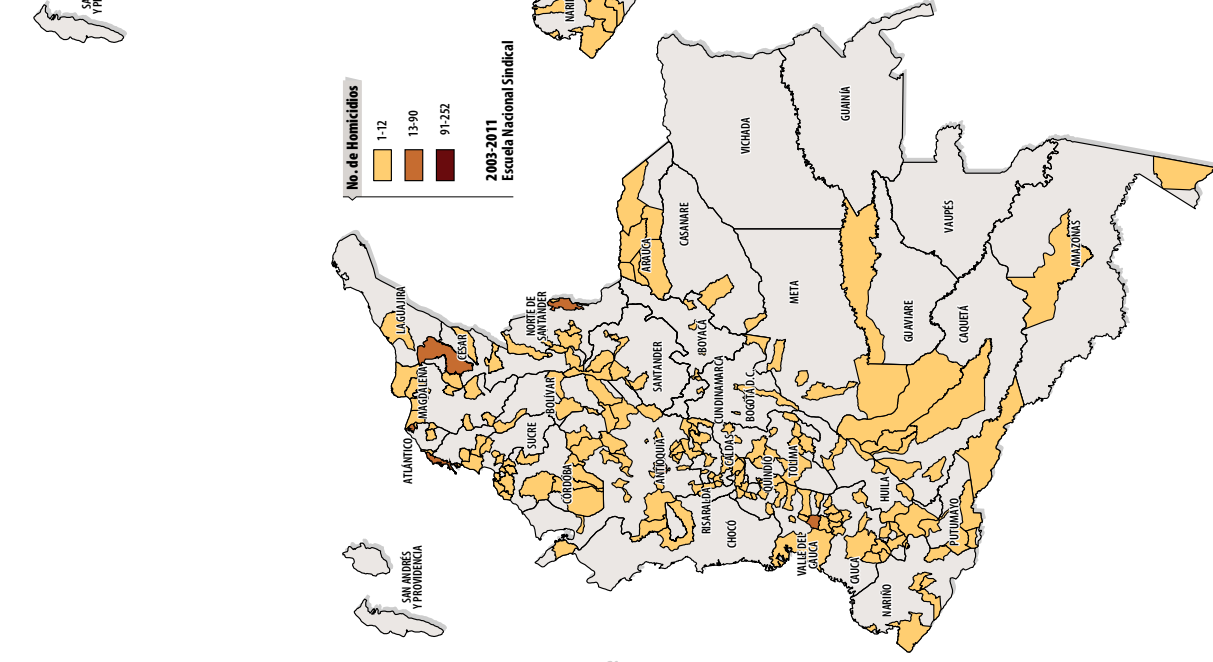 No. de Homicidios
1-12
13-90
91-252
2003-2011
Escuela Nacional Sindical
SAN ANDRÉS
Y PROVIDENCIA
LA GUAJIRA
ATLÁNTICO
MAGDALENA
CESAR
NORTE DE
SANTANDER
SUCRE
BOLÍVAR
CÓRDOBA
ANTIOQUIA
SANTANDER
ARAUCA
CASANARE
BOYACÁ
VICHADA
CHOCÓ
RISARALDA
CALDAS
CUNDINAMARCA
BOGOTÁ D.C.
QUINDIO
TOLIMA
META
GUAINÍA
VALLE DEL
CAUCA
CAUCA
HUILA
GUAVIARE
VAUPÉS
NARIÑO
PUTUMAYO
CAQUETÁ
AMAZONAS